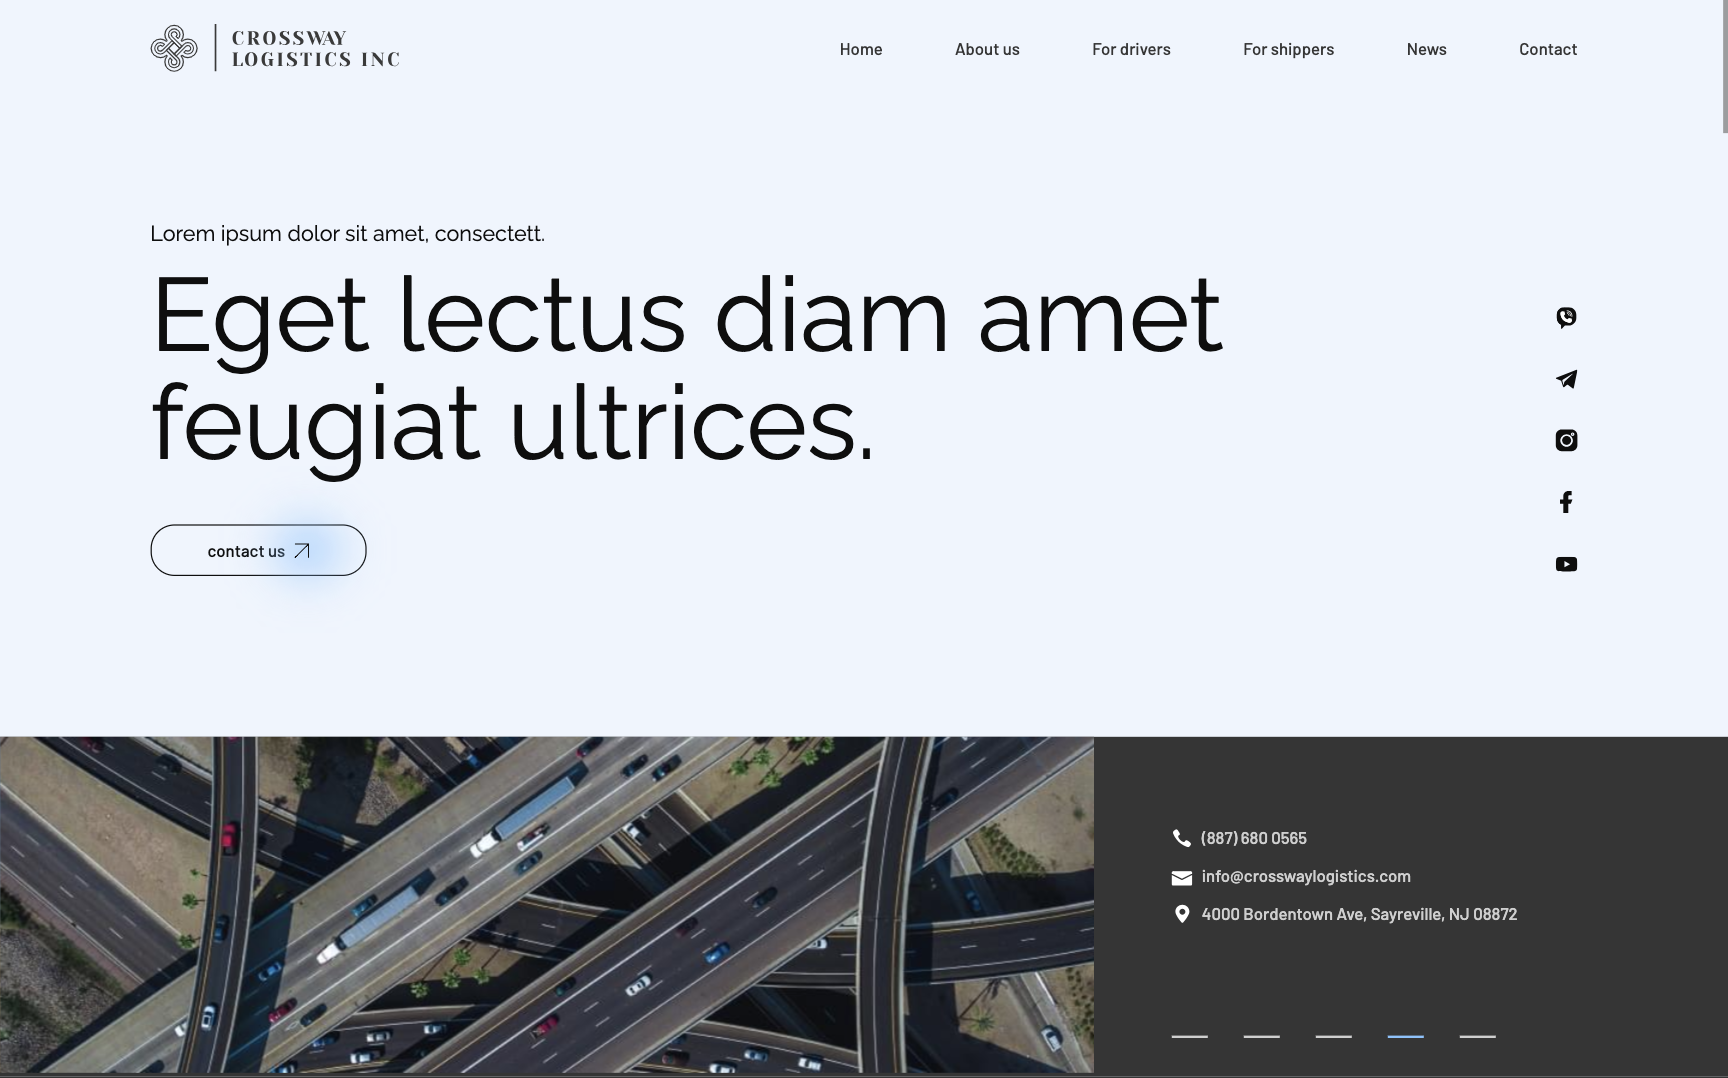 CROSSWAY
LOGISTICS INC
Home
About us
For drivers
For shippers
News
Contact
Lorem ipsum dolor sit amet, consectett.
Eget lectus diam amet
feugiat ultrices.
contact us
(887) 680 0565
info@crosswaylogistics.com
4000 Bordentown Ave, Sayreville, NJ 08872